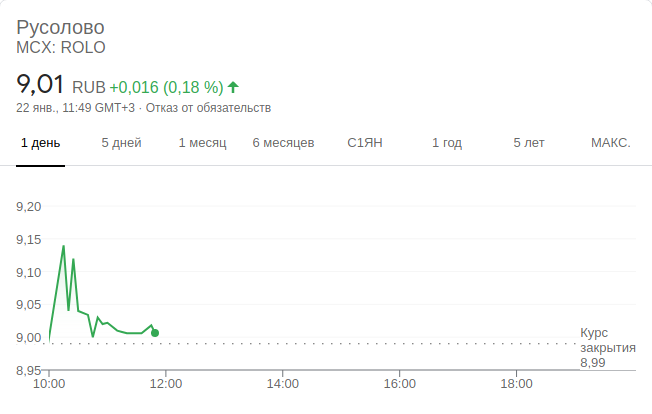 Русолово
MCX: ROLO
9,01 RUB +0,016 (0,18 %)
22 янв., 11:49 GMT+3 · Отказ от обязательств
1 день 5 дней 1 месяц 6 месяцев С1ЯН 1 год 5 лет МАКС.
9,20
9,15
9,10
9,05
9,00
8,95
Курс
закрытия
8,99
10:00 12:00 14:00 16:00 18:00